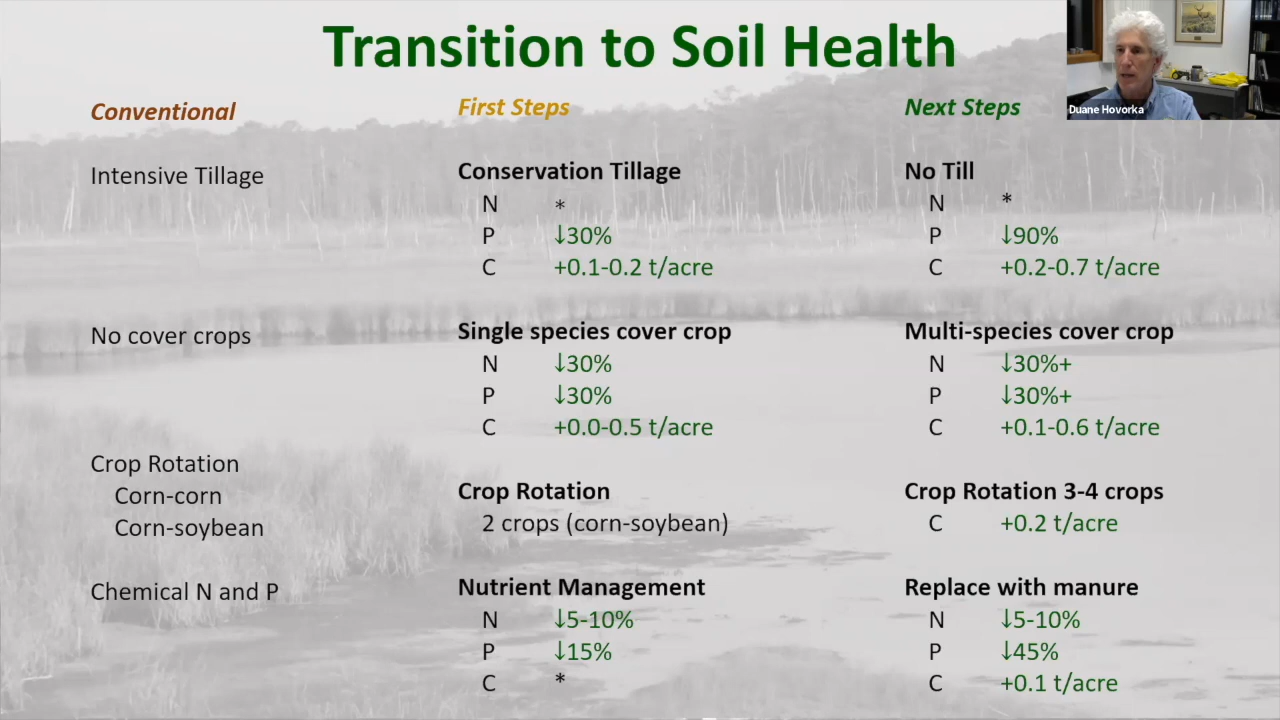 Transition to Soil Health
Duane Hovorka
Conventional
First Steps
Next Steps
Intensive Tillage
Conservation Tillage
N *
P ↓30%
C +0.1-0.2 t/acre
No Till
N *
P ↓90%
C +0.2-0.7 t/acre
No cover crops
Single species cover crop
N ↓30%
P ↓30%
C +0.0-0.5 t/acre
Multi-species cover crop
N ↓30%+
P ↓30%+
C +0.1-0.6 t/acre
Crop Rotation
Corn-corn
Corn-soybean
Crop Rotation
2 crops (corn-soybean)
Crop Rotation 3-4 crops
C +0.2 t/acre
Chemical N and P
Nutrient Management
N ↓5-10%
P ↓15%
C *
Replace with manure
N ↓5-10%
P ↓45%
C +0.1 t/acre